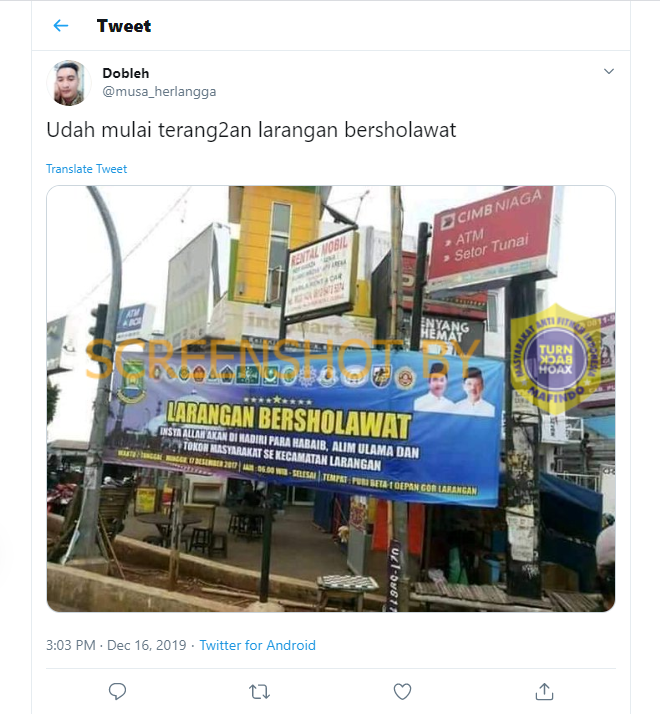 Tweet
Dobleh
@musa_herlangga
Udah mulai terang2an larangan bersholawat
Translate Tweet
CIMB NIAGA
» ATM
» Setor Tunai
RENTAL MOBIL
ATM
BCA
SCREENSHOT BY
MASYARAKAT ANTI FITNAH
TURN
BACK
HOAX
MAFINDO
LARANGAN BERSHOLAWAT
INSYA ALLAH AKAN DI HADIRI PARA HABAIB, ALIM ULAMA DAN
TOKOH MASYARAKAT SE KECAMATAN LARANGAN
WAKTU / TANGGAL MINGGU, 17 DESEMBER 2017 | JAM : 06.00 WIB - SELESAI | TEMPAT : PURI BETA-1 DEPAN GOR LARANGAN
3:03 PM · Dec 16, 2019 · Twitter for Android